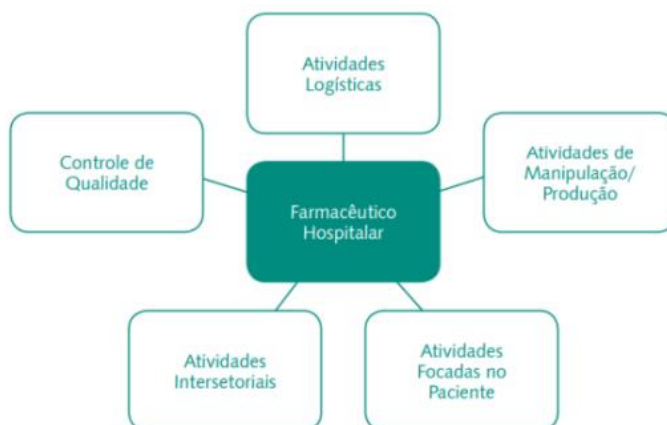 Atividades
Logísticas
Controle de
Qualidade
Atividades de
Manipulação/
Produção
Farmacêutico
Hospitalar
Atividades
Intersetoriais
Atividades
Focadas no
Paciente